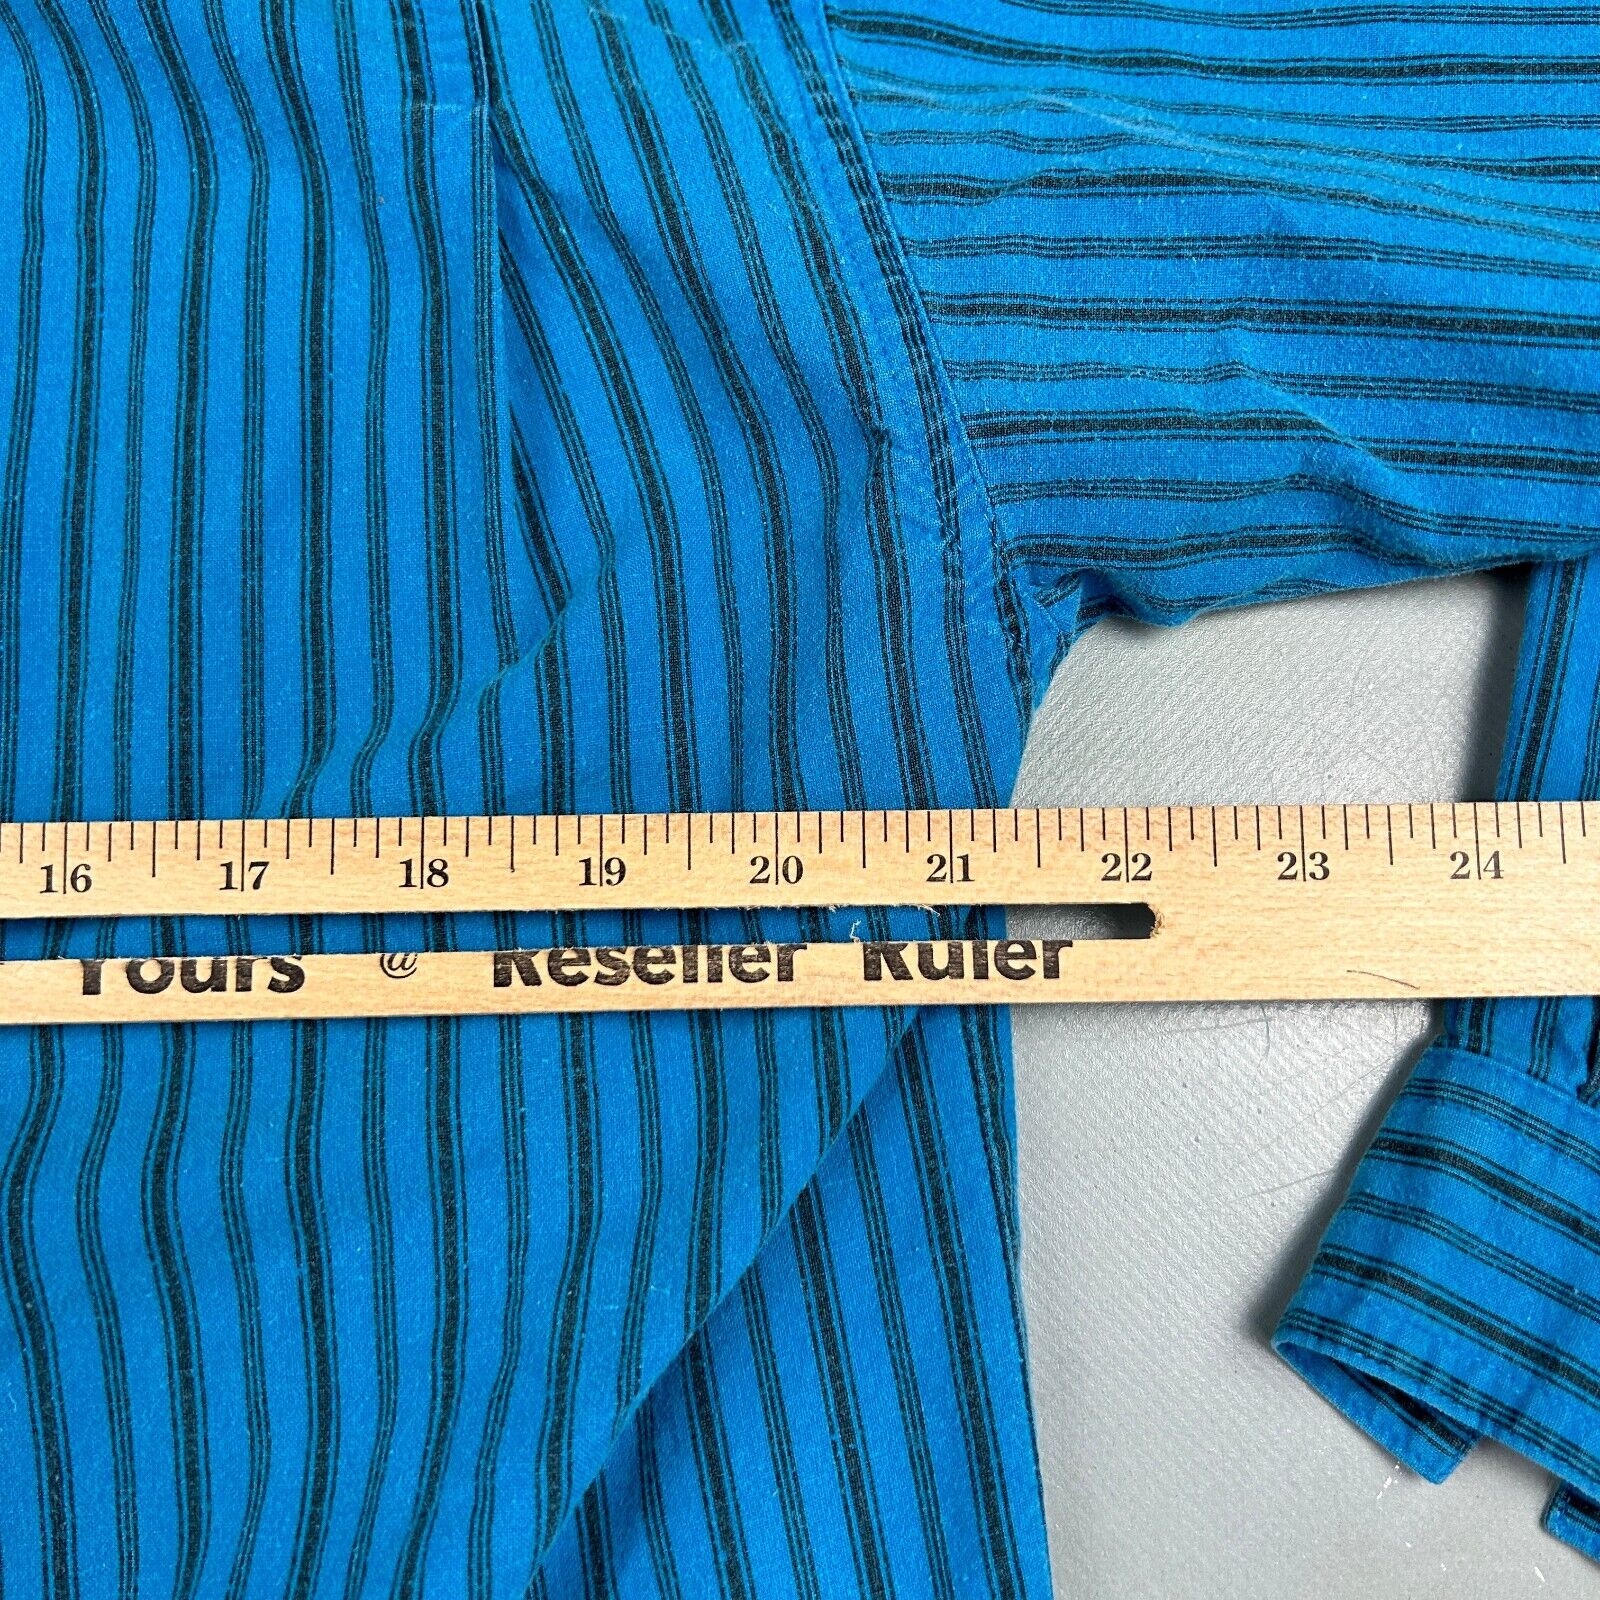 16 17 18 19 20 21 22 23 24
Yours @ Reseller Ruler